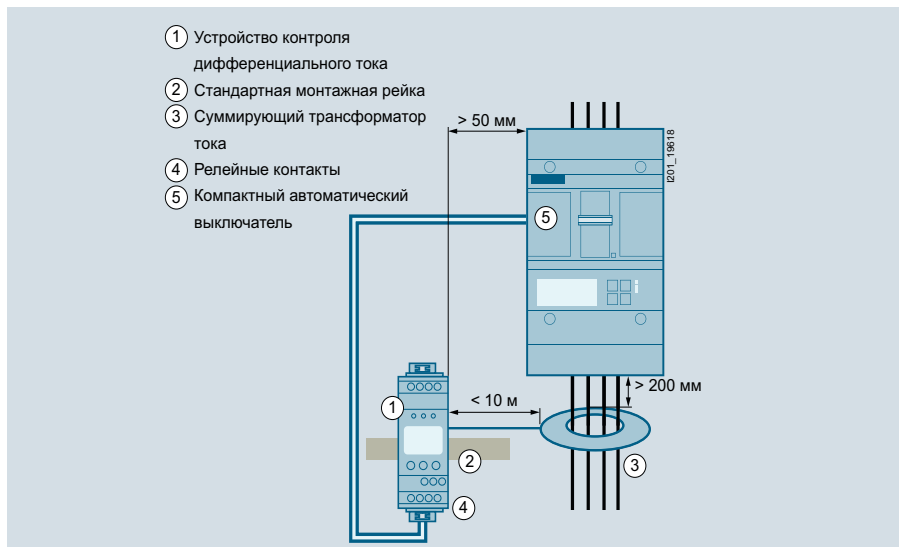 1 Устройство контроля
дифференциального тока
2 Стандартная монтажная рейка
3 Суммирующий трансформатор
тока
4 Релейные контакты
5 Компактный автоматический
выключатель
> 50 мм
I201_19618
5
> 200 мм
1
< 10 м
2
3
4